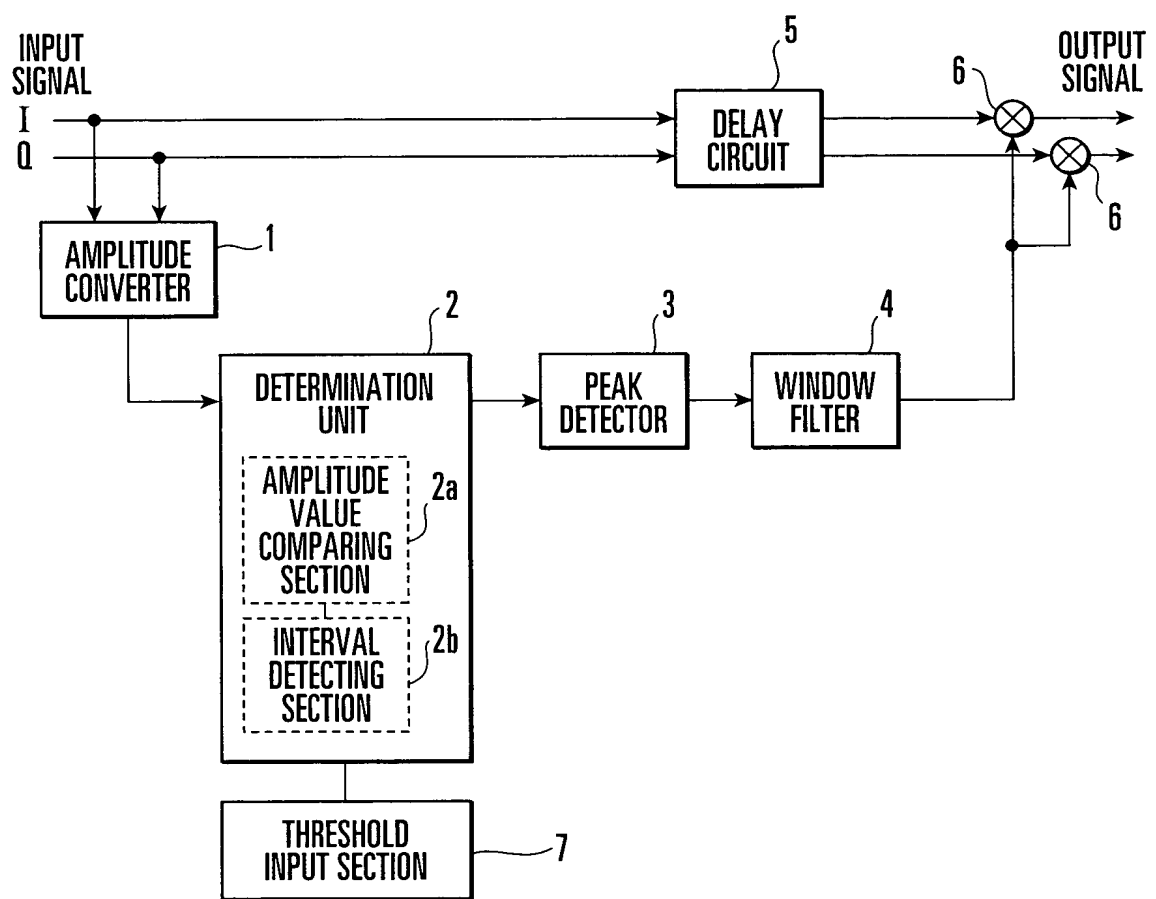 INPUT
SIGNAL
I
Q
5
DELAY
CIRCUIT
6
OUTPUT
SIGNAL
6
1
AMPLITUDE
CONVERTER
2
DETERMINATION
UNIT
3
PEAK
DETECTOR
4
WINDOW
FILTER
AMPLITUDE
VALUE
COMPARING
SECTION
2a
INTERVAL
DETECTING
SECTION
2b
THRESHOLD
INPUT SECTION
7